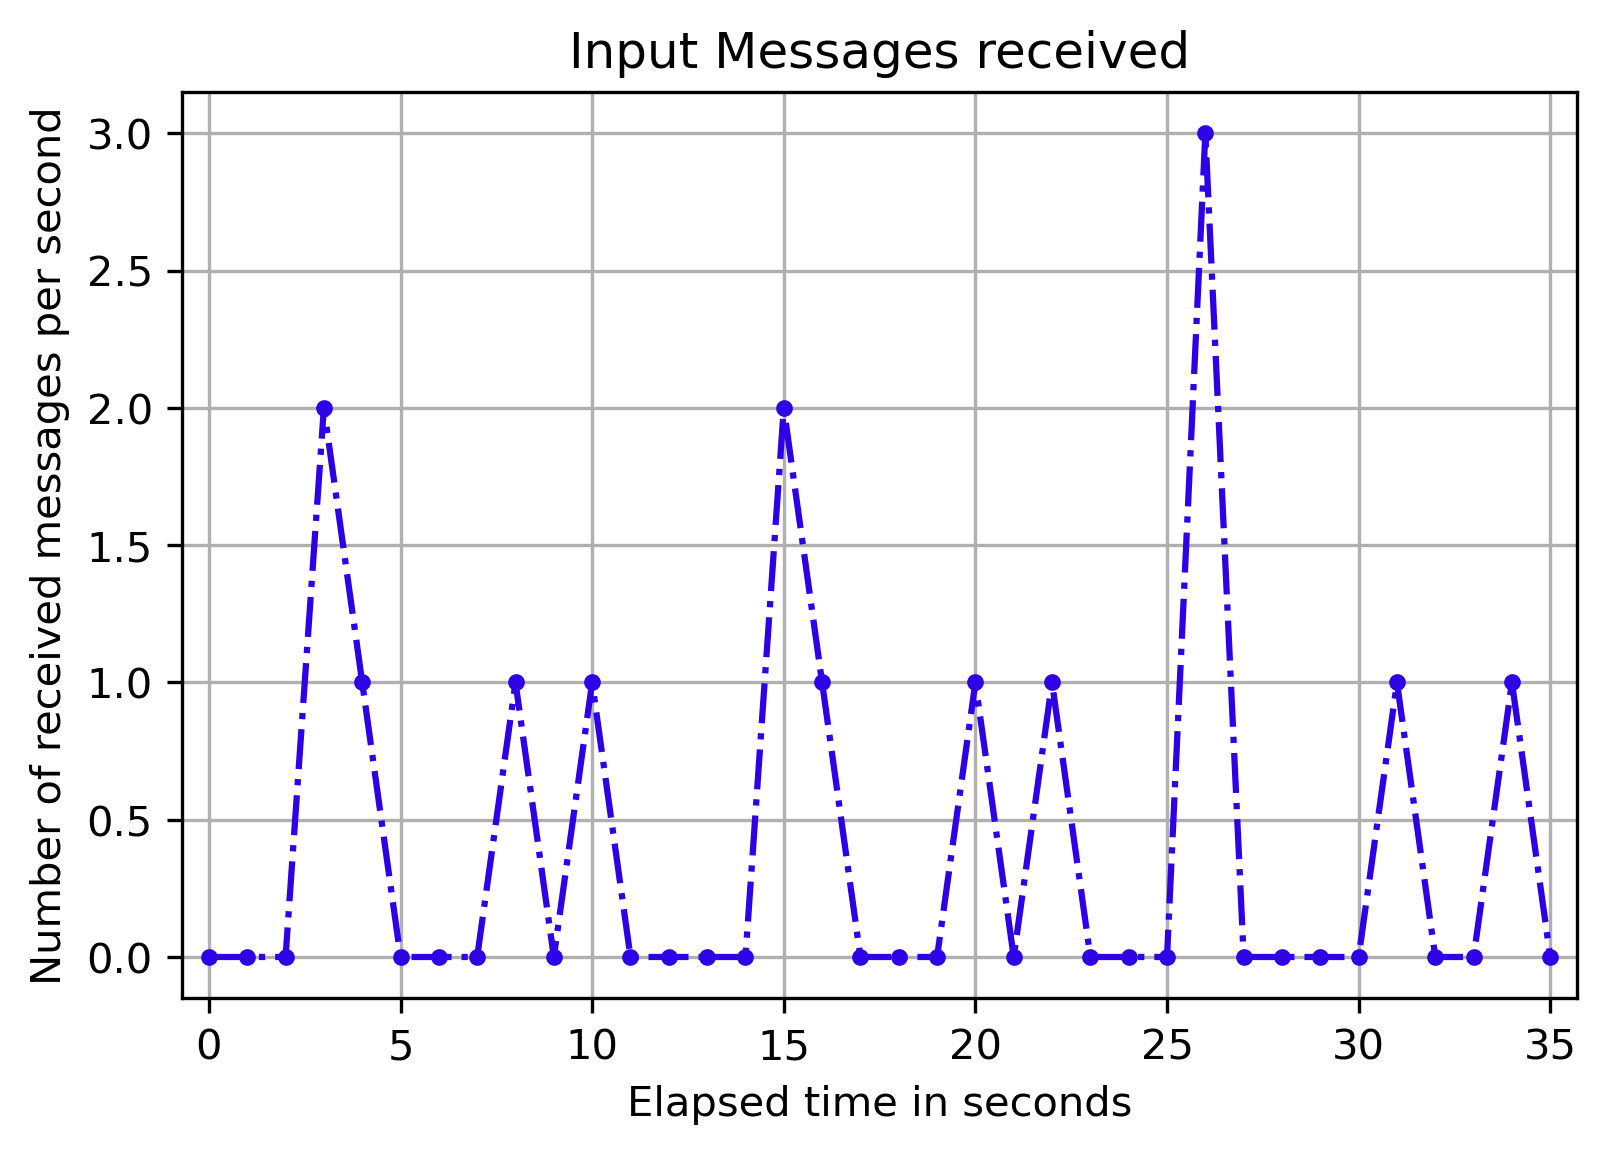 Input Messages received
Number of received messages per second
3.0
2.5
2.0
1.5
1.0
0.5
0.0
0 5 10 15 20 25 30 35
Elapsed time in seconds